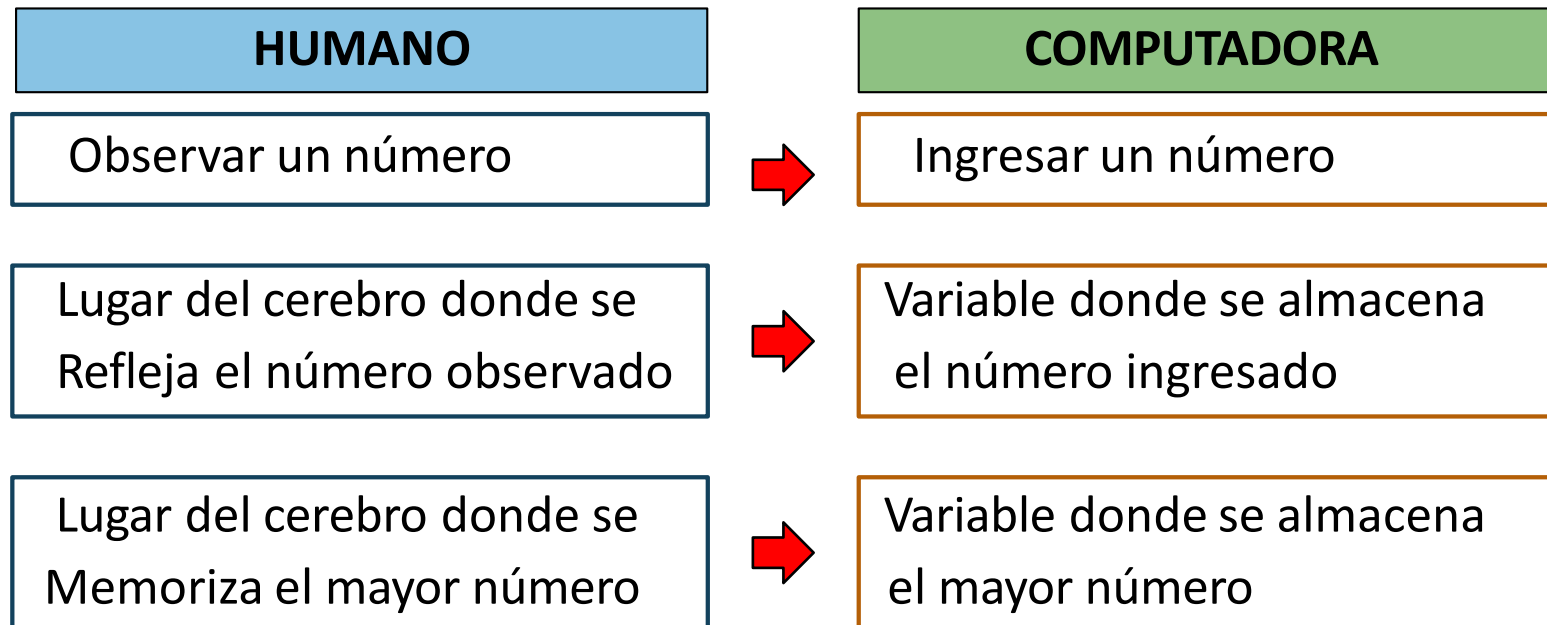 HUMANO
COMPUTADORA
Observar un número
Ingresar un número
Lugar del cerebro donde se
Refleja el número observado
Variable donde se almacena
el número ingresado
Lugar del cerebro donde se
Memoriza el mayor número
Variable donde se almacena
el mayor número